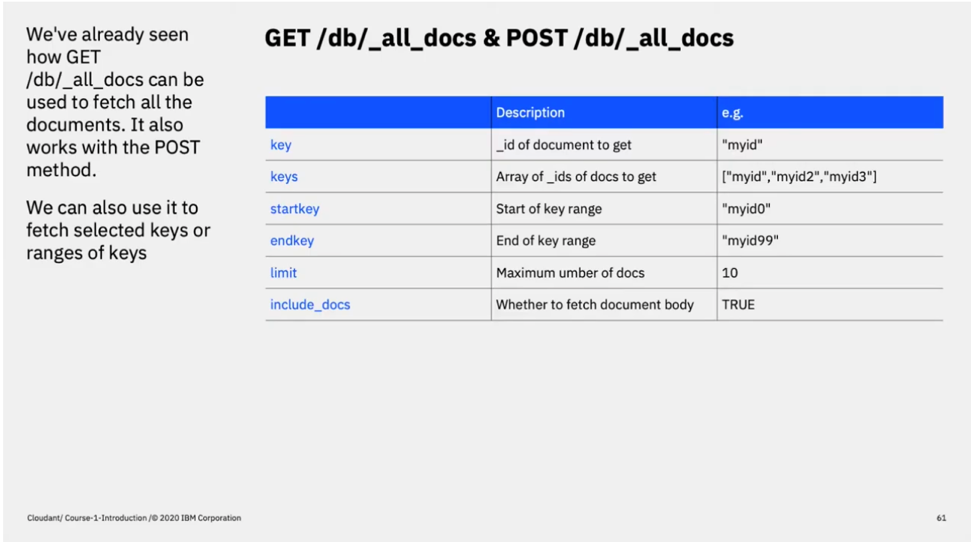 We've already seen
how GET
/db/_all_docs can be
used to fetch all the
documents. It also
works with the POST
method.
We can also use it to
fetch selected keys or
ranges of keys
GET /db/_all_docs & POST /db/_all_docs
Description e.g.
key _id of document to get "myid"
keys Array of _ids of docs to get ["myid","myid2","myid3"]
startkey Start of key range "myid0"
endkey End of key range "myid99"
limit Maximum umber of docs 10
include_docs Whether to fetch document body TRUE
Cloudant/ Course-1-Introduction /© 2020 IBM Corporation 61